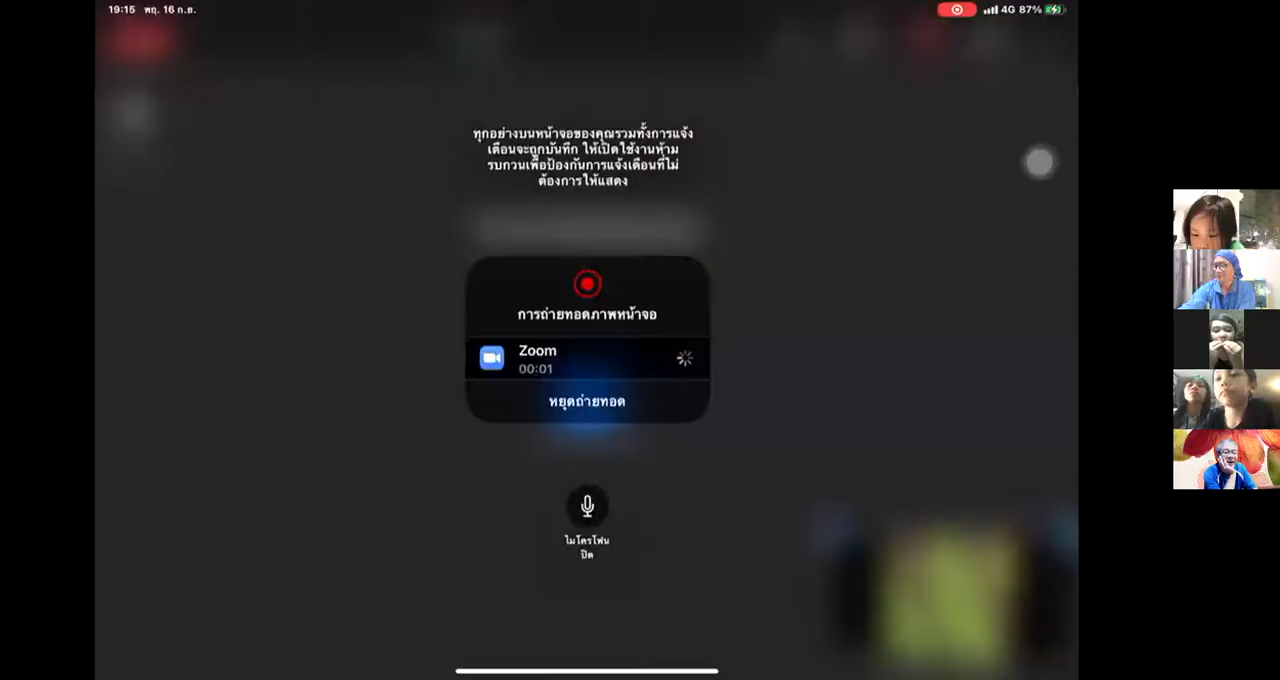 19:15 พฤ. 16 ก.ย.
4G 87%
ทุกอย่างบนหน้าจอของคุณรวมทั้งการแจ้ง
เตือนจะถูกบันทึก ให้เปิดใช้งานห้าม
รบกวนเพื่อป้องกันการแจ้งเตือนที่ไม่
ต้องการให้แสดง
การถ่ายทอดภาพหน้าจอ
Zoom
00:01
หยุดถ่ายทอด
ไมโครโฟน
ปิด